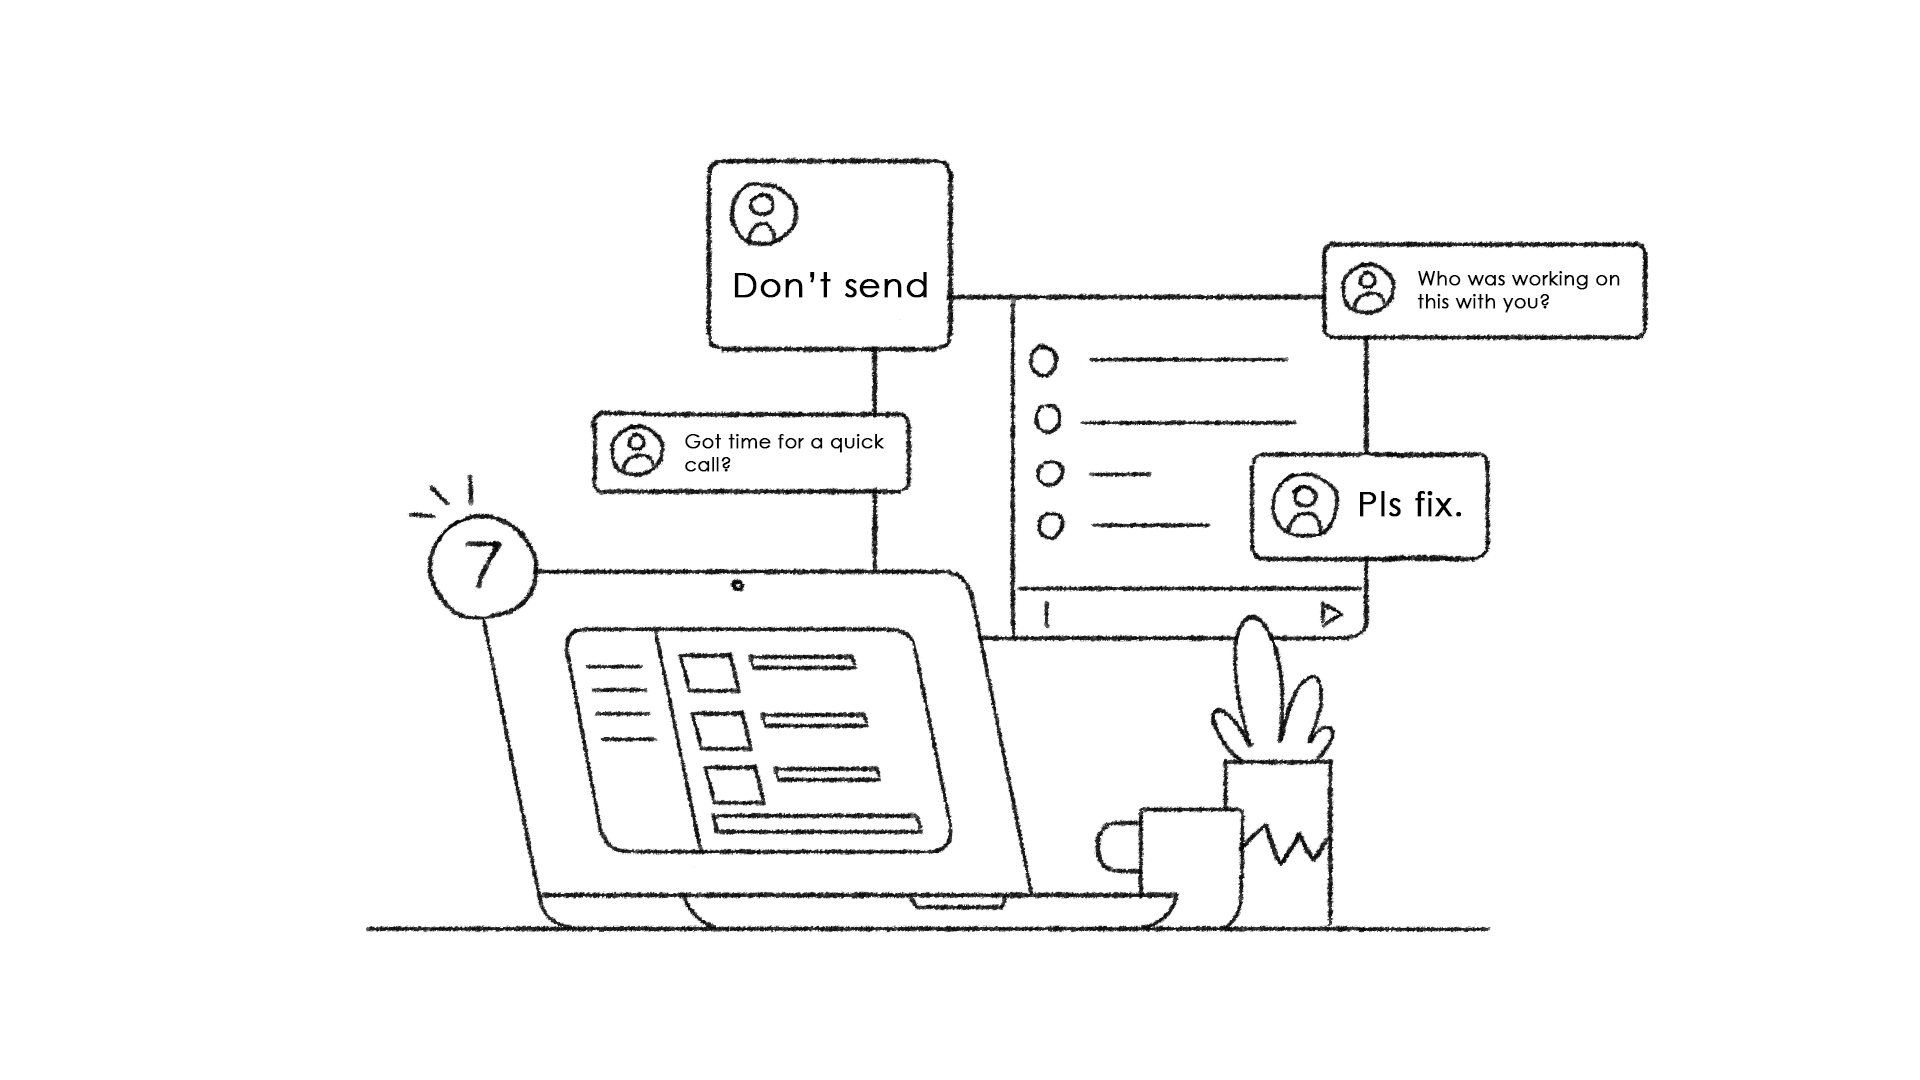 Don't send
Who was working on
this with you?
Got time for a quick
call?
Pls fix.
7